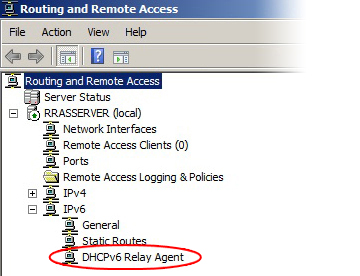 Routing and Remote Access
File Action View Help
Routing and Remote Access
Server Status
RRASSERVER (local)
Network Interfaces
Remote Access Clients (0)
Ports
Remote Access Logging & Policies
IPv4
IPv6
General
Static Routes
DHCPv6 Relay Agent